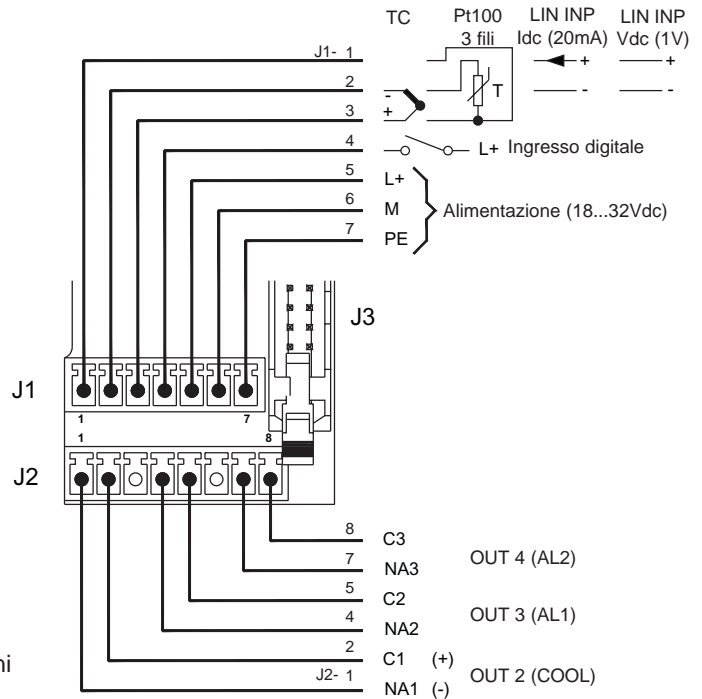 TC Pt100 LIN INP LIN INP
3 fili Idc (20mA) Vdc (1V)
J1- 1 + +
2 - T - -
3 +
4 L+ Ingresso digitale
5 L+
6 M Alimentazione (18...32Vdc)
7 PE
J3
J1
1 7
1 8
J2
8 C3
7 NA3 OUT 4 (AL2)
5 C2
4 NA2 OUT 3 (AL1)
2 C1 (+)
J2- 1 NA1 (-) OUT 2 (COOL)
ni